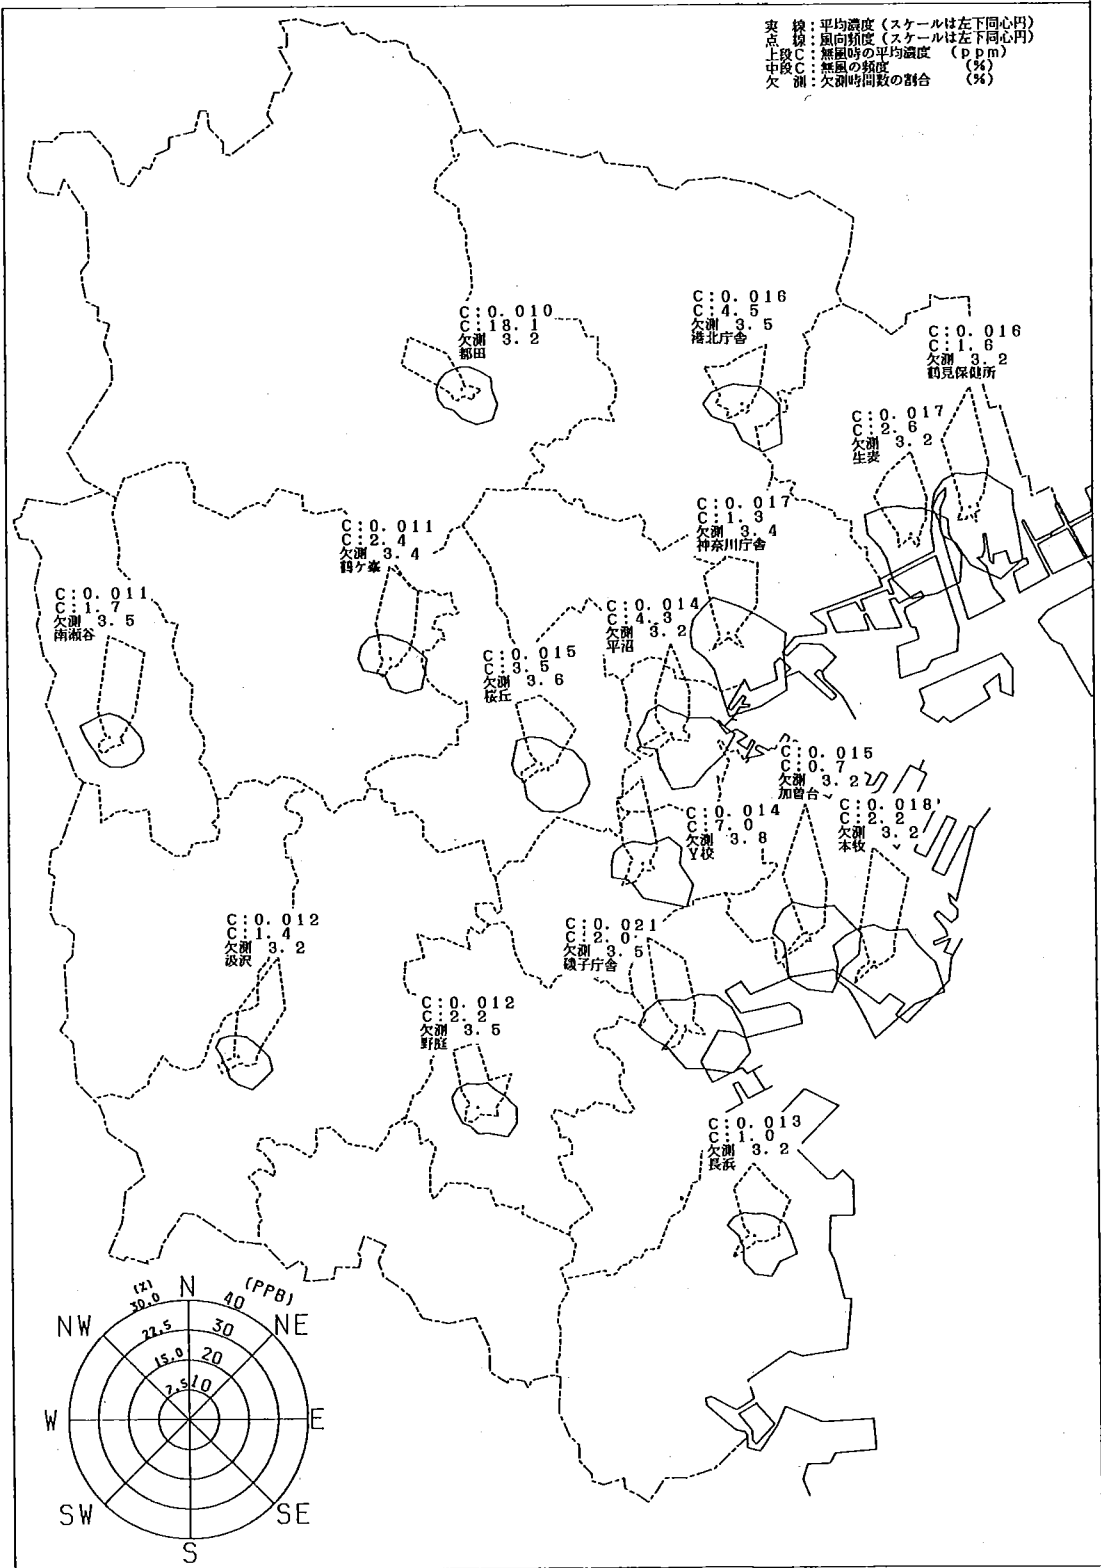 実 線：平均濃度（スケールは左下同心円）
点 線：風向頻度（スケールは左下同心円）
上段C：無風時の平均濃度 （ppm）
中段C：無風の頻度 （%）
欠 測：欠測時間数の割合 （%）
C：0.010
C：18.1
欠測 3.2
都田
C：0.016
C：4.5
欠測 3.5
港北庁舎
C：0.016
C：1.6
欠測 3.2
鶴見保健所
C：0.017
C：2.6
欠測 3.2
生麦
C：0.017
C：1.3
欠測 3.4
神奈川庁舎
C：0.011
C：2.4
欠測 3.4
鶴ケ峯
C：0.011
C：1.7
欠測 3.5
南瀬谷
C：0.014
C：4.3
欠測 3.2
平沼
C：0.015
C：3.5
欠測 3.6
桜丘
C：0.015
C：0.7
欠測 3.2
加曽台
C：0.014
C：7.0
欠測 3.8
Y校
C：0.018
C：2.2
欠測 3.2
本牧
C：0.012
C：1.4
欠測 3.2
汲沢
C：0.021
C：2.0
欠測 3.5
磯子庁舎
C：0.012
C：2.2
欠測 3.5
野庭
C：0.013
C：1.0
欠測 3.2
長浜
(%) N (PPB)
30.0 40
NW 22.5 30 NE
15.0 20
7.5 10
W E
SW SE
S